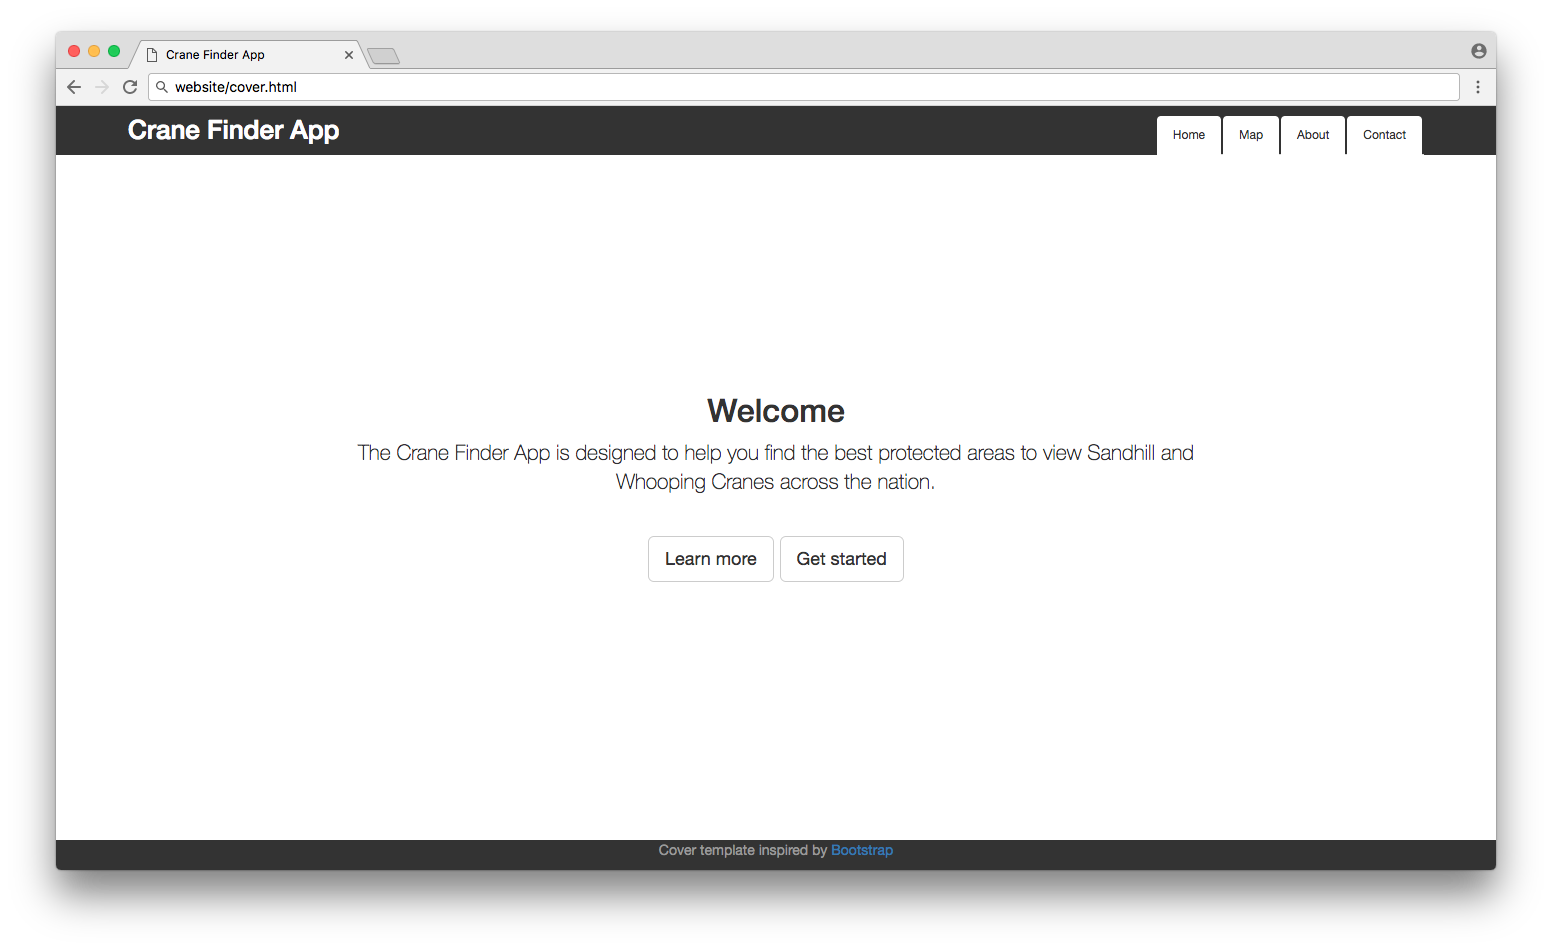 Crane Finder App
website/cover.html
Crane Finder App
Home Map About Contact
Welcome
The Crane Finder App is designed to help you find the best protected areas to view Sandhill and
Whooping Cranes across the nation.
Learn more Get started
Cover template inspired by Bootstrap